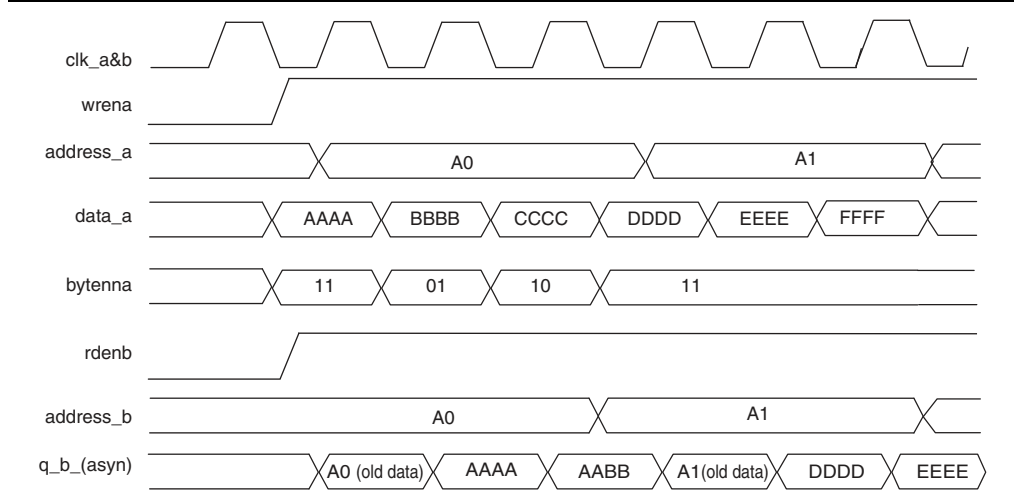 clk_a&b
wrena
address_a A0 A1
data_a AAAA BBBB CCCC DDDD EEEE FFFF
bytenna 11 01 10 11
rdenb
address_b A0 A1
q_b_(asyn) A0 (old data) AAAA AABB A1(old data) DDDD EEEE